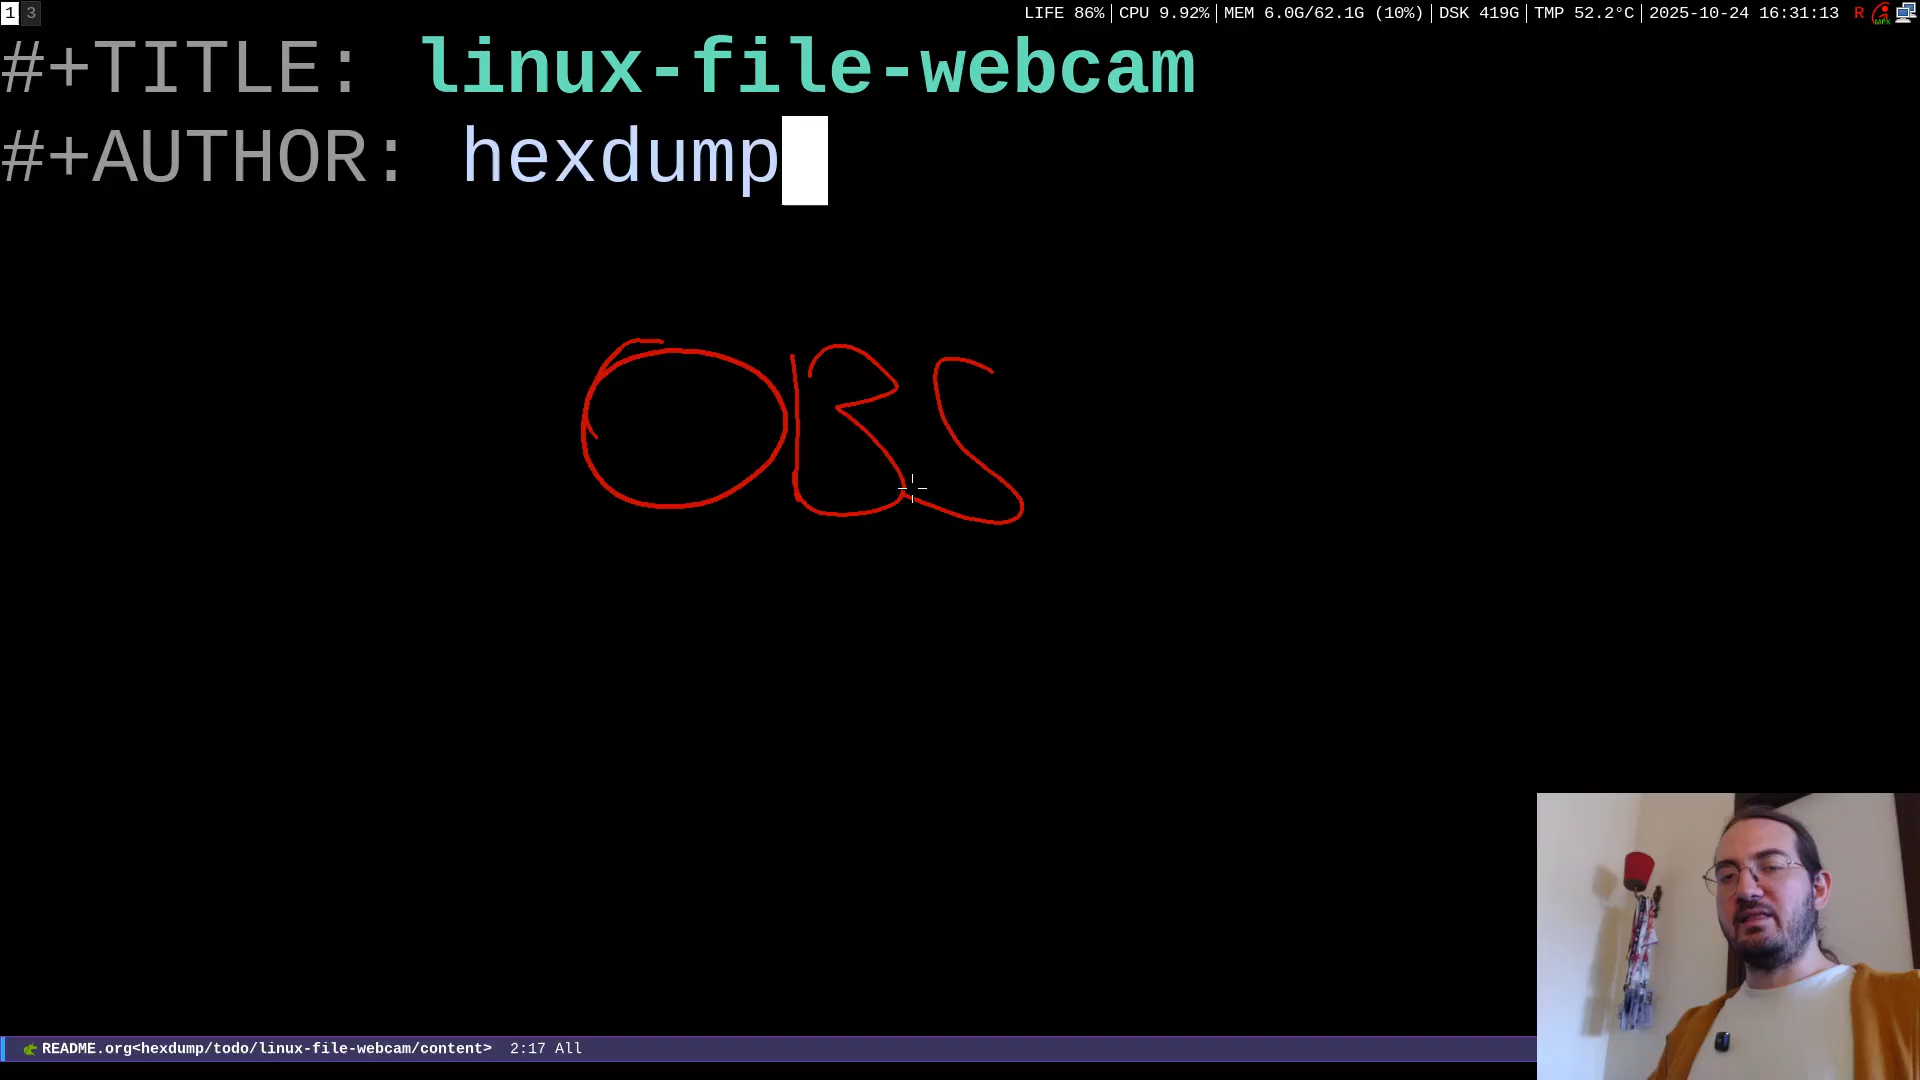 1 3 LIFE 86% CPU 9.92% MEM 6.0G/62.1G (10%) DSK 419G TMP 52.2°C 2025-10-24 16:31:13 R
#+TITLE: linux-file-webcam
#+AUTHOR: hexdump
OBS
README.org<hexdump/todo/linux-file-webcam/content> 2:17 All